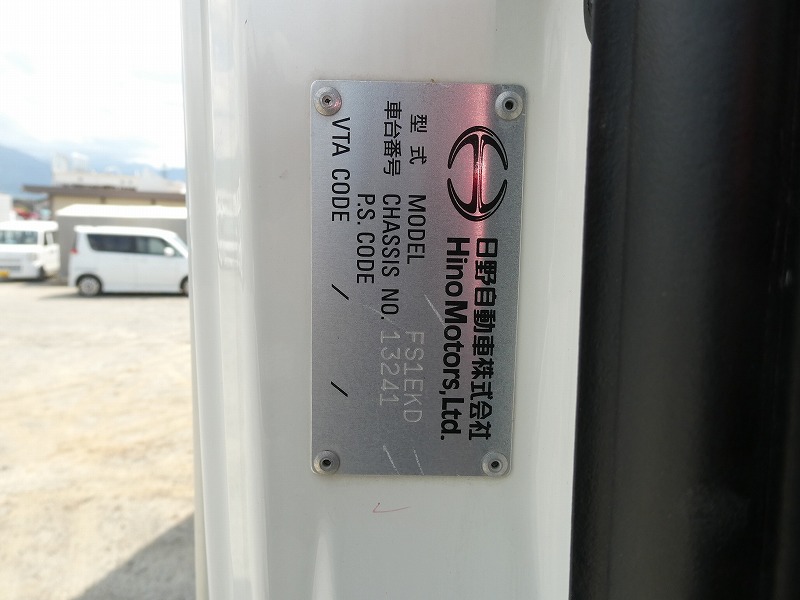 日野自動車株式会社
Hino Motors, Ltd.
型式 MODEL FS1EKD
車台番号 CHASSIS NO. 13241
P.S. CODE /
VTA CODE /